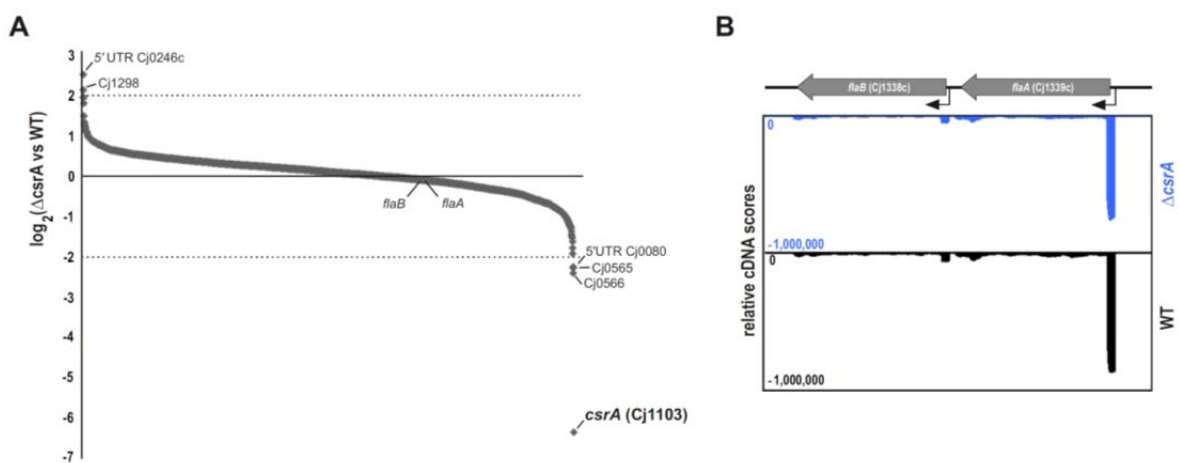 A
log2(ΔcsrA vs WT)
3
2
1
0
-1
-2
-3
-4
-5
-6
-7
5'UTR Cj0246c
Cj1298
flaB
flaA
5'UTR Cj0080
Cj0565
Cj0566
csrA (Cj1103)
B
flaB (Cj1338c)
flaA (Cj1339c)
relative cDNA scores
0
-1,000,000
ΔcsrA
0
-1,000,000
WT